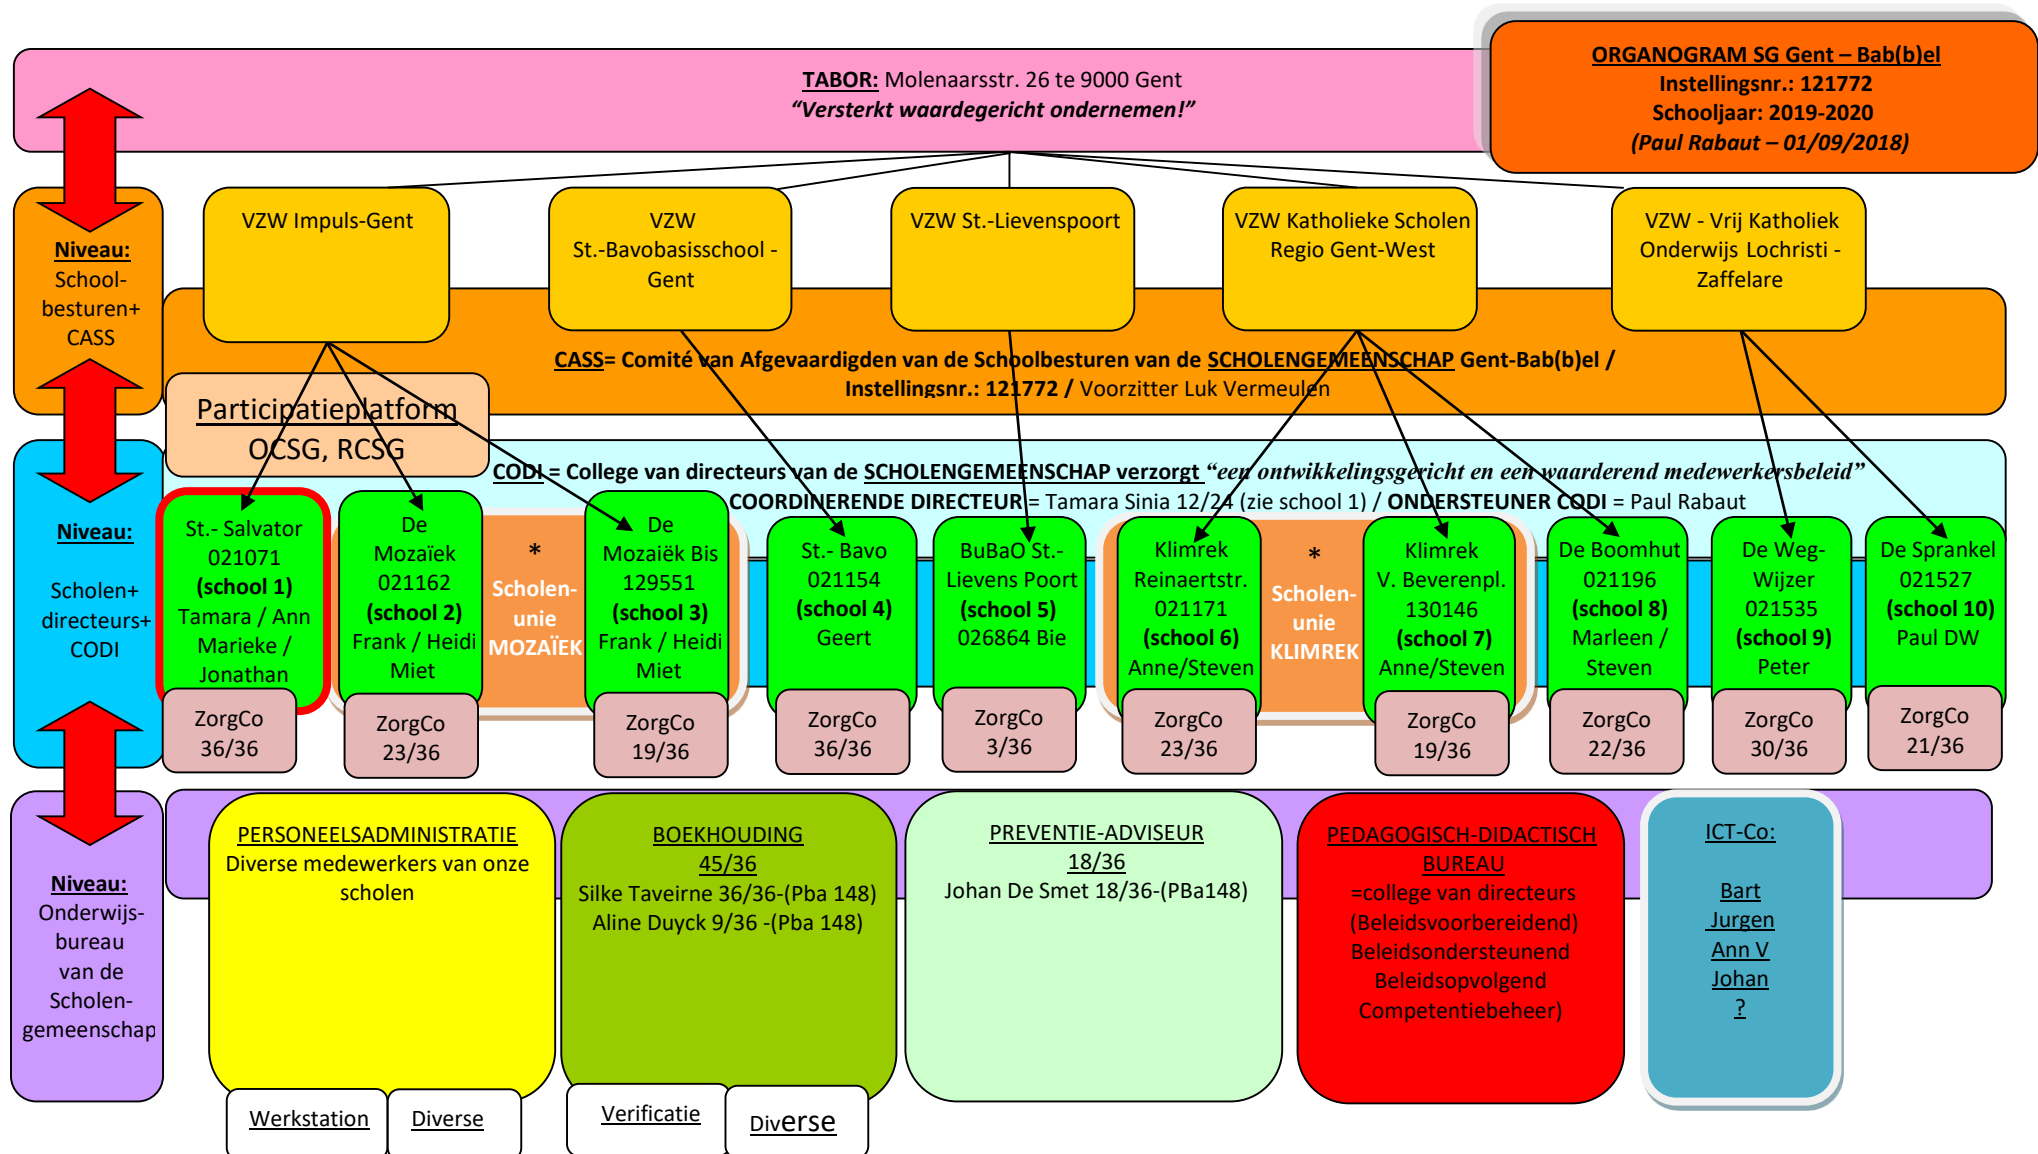 TABOR: Molenaarsstr. 26 te 9000 Gent
“Versterkt waardegericht ondernemen!”
ORGANOGRAM SG Gent – Bab(b)el
Instellingsnr.: 121772
Schooljaar: 2019-2020
(Paul Rabaut – 01/09/2018)
Niveau:
School-
besturen+
CASS
VZW Impuls-Gent
VZW
St.-Bavobasisschool -
Gent
VZW St.-Lievenspoort
VZW Katholieke Scholen
Regio Gent-West
VZW - Vrij Katholiek
Onderwijs Lochristi -
Zaffelare
CASS= Comité van Afgevaardigden van de Schoolbesturen van de SCHOLENGEMEENSCHAP Gent-Bab(b)el /
Instellingsnr.: 121772 / Voorzitter Luk Vermeulen
Participatieplatform
OCSG, RCSG
CODI = College van directeurs van de SCHOLENGEMEENSCHAP verzorgt “een ontwikkelingsgericht en een waarderend medewerkersbeleid”
COORDINERENDE DIRECTEUR = Tamara Sinia 12/24 (zie school 1) / ONDERSTEUNER CODI = Paul Rabaut
Niveau:
Scholen+
directeurs+
CODI
St.- Salvator
021071
(school 1)
Tamara / Ann
Marieke /
Jonathan
De
Mozaïek
021162
(school 2)
Frank / Heidi
Miet
*
Scholen-
unie
MOZAÏEK
De
Mozaiëk Bis
129551
(school 3)
Frank / Heidi
Miet
St.- Bavo
021154
(school 4)
Geert
BuBaO St.-
Lievens Poort
(school 5)
026864 Bie
Klimrek
Reinaertstr.
021171
(school 6)
Anne/Steven
*
Scholen-
unie
KLIMREK
Klimrek
V. Beverenpl.
130146
(school 7)
Anne/Steven
De Boomhut
021196
(school 8)
Marleen /
Steven
De Weg-
Wijzer
021535
(school 9)
Peter
De Sprankel
021527
(school 10)
Paul DW
ZorgCo
36/36
ZorgCo
23/36
ZorgCo
19/36
ZorgCo
36/36
ZorgCo
3/36
ZorgCo
23/36
ZorgCo
19/36
ZorgCo
22/36
ZorgCo
30/36
ZorgCo
21/36
Niveau:
Onderwijs-
bureau
van de
Scholen-
gemeenschap
PERSONEELSADMINISTRATIE
Diverse medewerkers van onze
scholen
Werkstation
Diverse
BOEKHOUDING
45/36
Silke Taveirne 36/36-(Pba 148)
Aline Duyck 9/36 -(Pba 148)
Verificatie
Diverse
PREVENTIE-ADVISEUR
18/36
Johan De Smet 18/36-(PBa148)
PEDAGOGISCH-DIDACTISCH
BUREAU
=college van directeurs
(Beleidsvoorbereidend)
Beleidsondersteunend
Beleidsopvolgend
Competentiebeheer)
ICT-Co:
Bart
Jurgen
Ann V
Johan
?